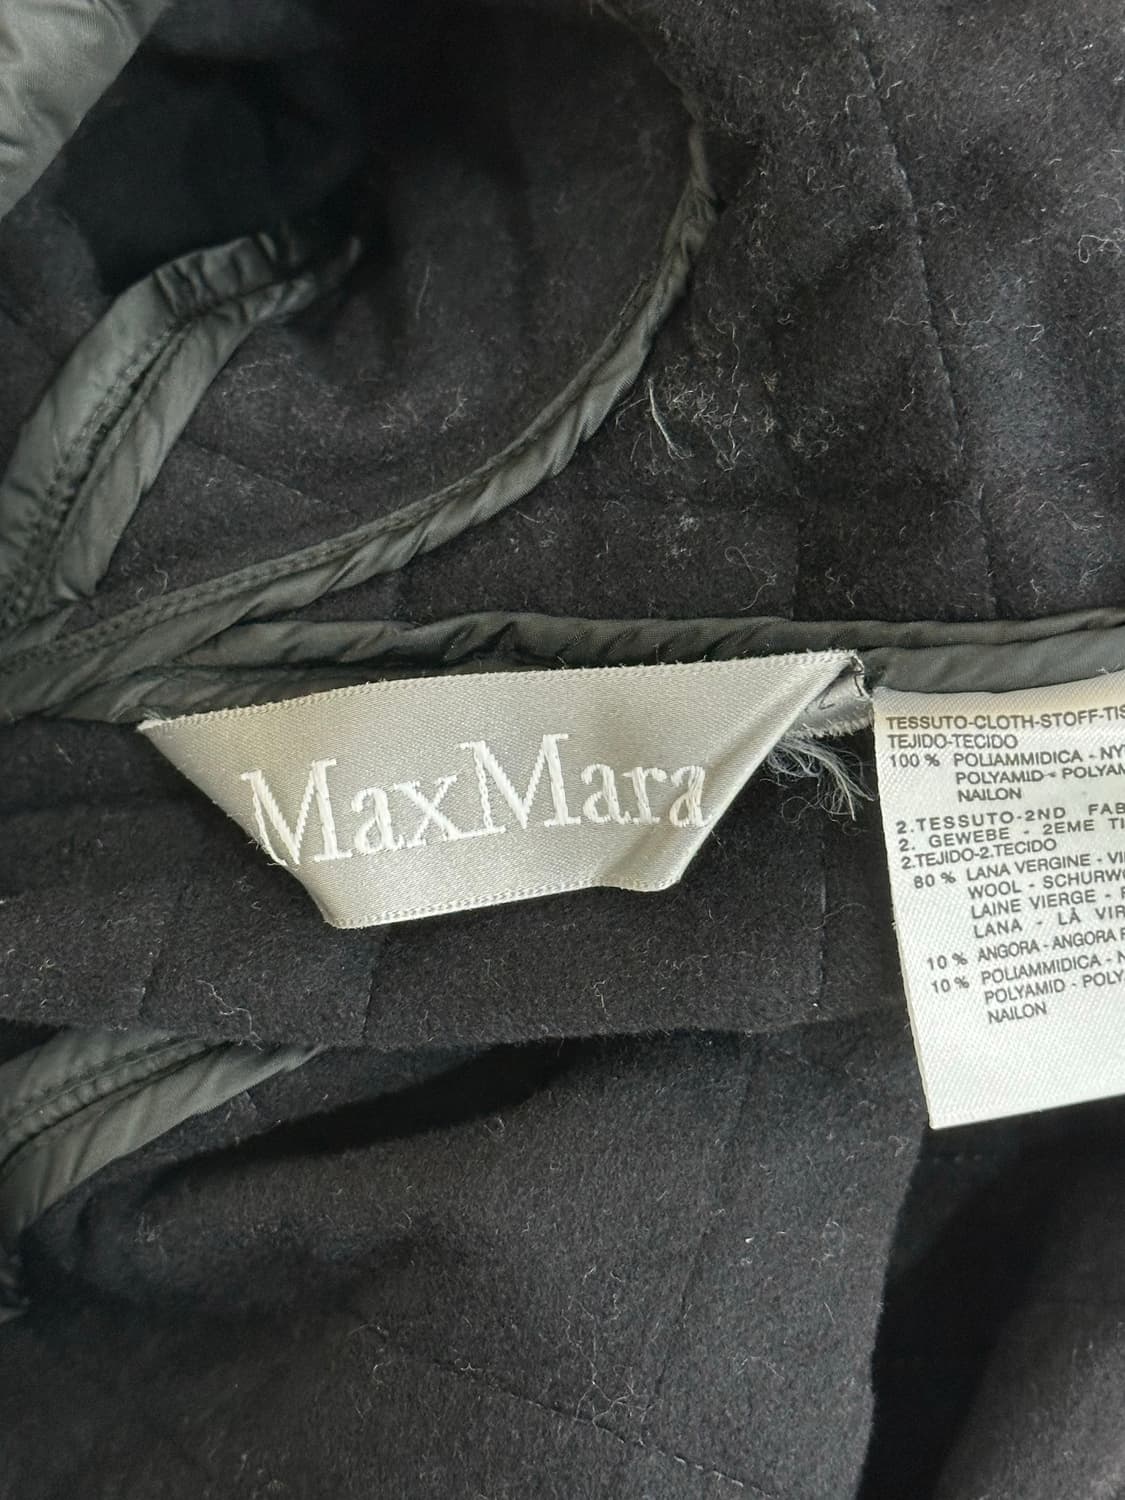 MaxMara
TESSUTO-CLOTH-STOFF-TIS
TEJIDO-TECIDO
100 % POLIAMMIDICA - NY
POLYAMID - POLYAM
NAILON
2.TESSUTO-2ND FAB
2. GEWEBE - 2EME TI
2.TEJIDO-2.TECIDO
80 % LANA VERGINE - VI
WOOL - SCHURWO
LAINE VIERGE -
LANA - LÃ VIR
10 % ANGORA - ANGORA
10 % POLIAMMIDICA - N
POLYAMID - POLY
NAILON